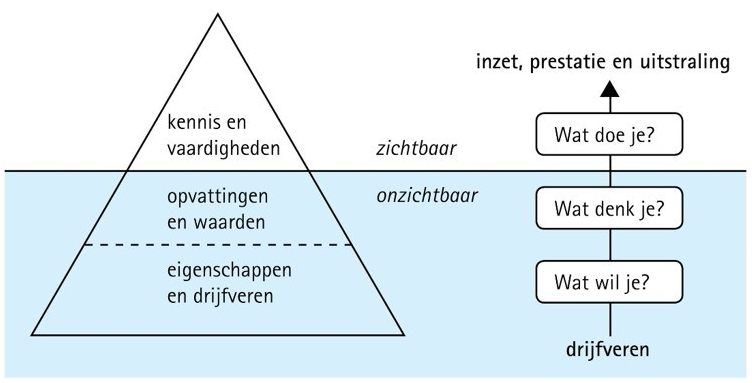 inzet, prestatie en uitstraling
kennis en
vaardigheden
zichtbaar
Wat doe je?
opvattingen
en waarden
onzichtbaar
Wat denk je?
eigenschappen
en drijfveren
Wat wil je?
drijfveren